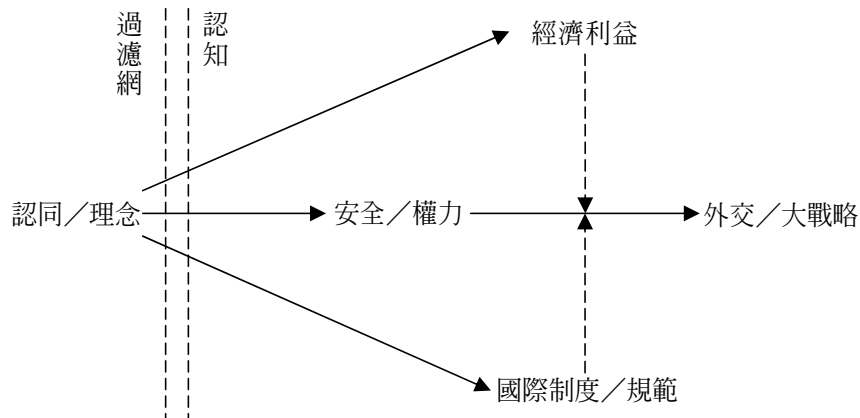 過濾網
認知
經濟利益
認同／理念
安全／權力
外交／大戰略
國際制度／規範